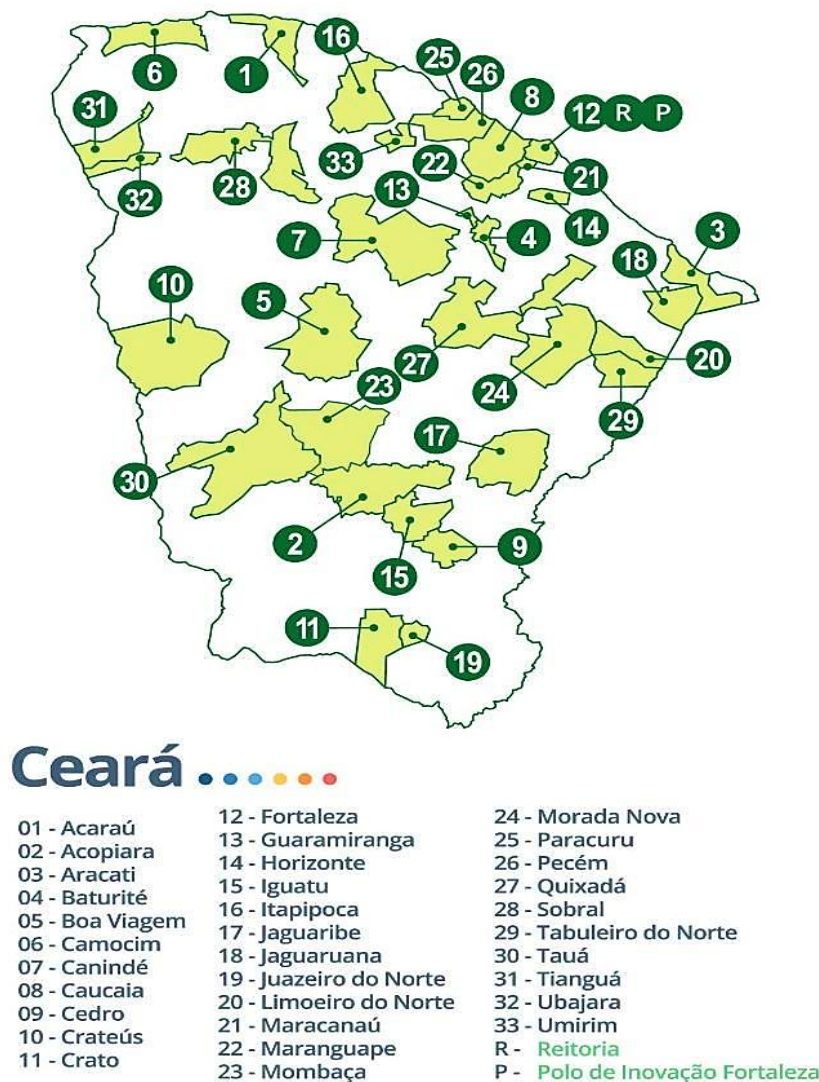 16
25
26
8
12 R P
6
1
31
33
22
21
32
28
13
14
7
4
3
18
10
5
27
20
23
24
29
17
30
2
9
15
11
19
Ceará
01 - Acaraú
02 - Acopiara
03 - Aracati
04 - Baturité
05 - Boa Viagem
06 - Camocim
07 - Canindé
08 - Caucaia
09 - Cedro
10 - Crateús
11 - Crato
12 - Fortaleza
13 - Guaramiranga
14 - Horizonte
15 - Iguatu
16 - Itapipoca
17 - Jaguaribe
18 - Jaguaruana
19 - Juazeiro do Norte
20 - Limoeiro do Norte
21 - Maracanaú
22 - Maranguape
23 - Mombaça
24 - Morada Nova
25 - Paracuru
26 - Pecém
27 - Quixadá
28 - Sobral
29 - Tabuleiro do Norte
30 - Tauá
31 - Tianguá
32 - Ubajara
33 - Umirim
R - Reitoria
P - Polo de Inovação Fortaleza